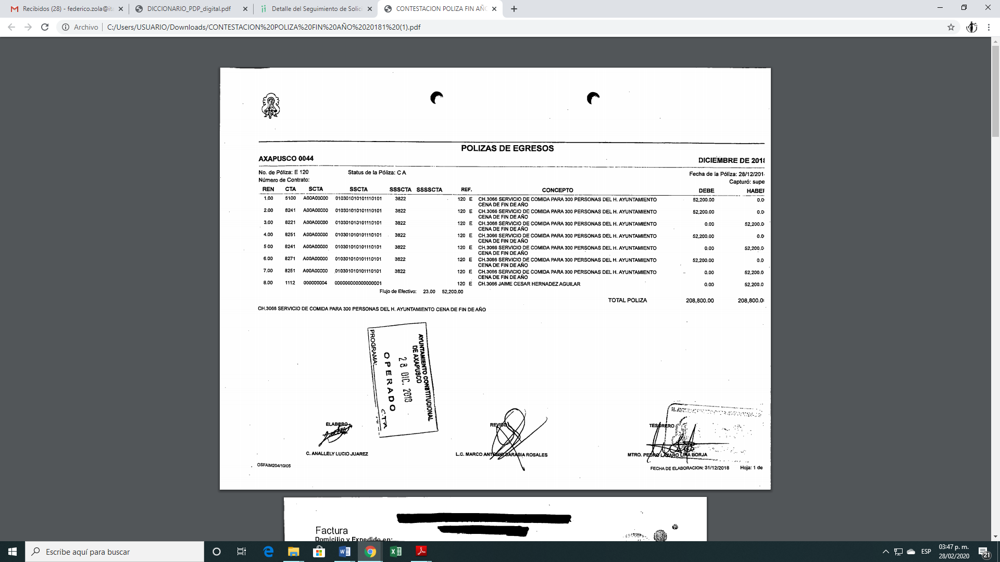 Recibidos (28) - federico.zola@ita
DICCIONARIO_PDP_digital.pdf
Detalle del Seguimiento de Solici
CONTESTACION POLIZA FIN AÑO
Archivo C:/Users/USUARIO/Downloads/CONTESTACION%20POLIZA%20FIN%20AÑO%2020181%20(1).pdf
POLIZAS DE EGRESOS
AXAPUSCO 0044 DICIEMBRE DE 2018
No. de Póliza: E 120 Status de la Póliza: C A Fecha de la Póliza: 28/12/201
Número de Contrato: Capturó: supe
REN CTA SCTA SSCTA SSSCTA SSSSCTA REF. CONCEPTO DEBE HABER
1.00 5100 A00A00000 010301010101110101 3822 120 E CH.3066 SERVICIO DE COMIDA PARA 300 PERSONAS DEL H. AYUNTAMIENTO 52,200.00 0.0
CENA DE FIN DE AÑO
2.00 8241 A00A00000 010301010101110101 3822 120 E CH.3066 SERVICIO DE COMIDA PARA 300 PERSONAS DEL H. AYUNTAMIENTO 52,200.00 0.0
CENA DE FIN DE AÑO
3.00 8221 A00A00000 010301010101110101 3822 120 E CH.3066 SERVICIO DE COMIDA PARA 300 PERSONAS DEL H. AYUNTAMIENTO 0.00 52,200.0
CENA DE FIN DE AÑO
4.00 8251 A00A00000 010301010101110101 3822 120 E CH.3066 SERVICIO DE COMIDA PARA 300 PERSONAS DEL H. AYUNTAMIENTO 52,200.00 0.0
CENA DE FIN DE AÑO
5 00 8241 A00A00000 010301010101110101 3822 120 E CH.3066 SERVICIO DE COMIDA PARA 300 PERSONAS DEL H. AYUNTAMIENTO 0.00 52,200.0
CENA DE FIN DE AÑO
6.00 8271 A00A00000 010301010101110101 3822 120 E CH.3066 SERVICIO DE COMIDA PARA 300 PERSONAS DEL H. AYUNTAMIENTO 52,200.00 0.0
CENA DE FIN DE AÑO
7.00 8251 A00A00000 010301010101110101 3822 120 E CH.3066 SERVICIO DE COMIDA PARA 300 PERSONAS DEL H. AYUNTAMIENTO 0.00 52,200.0
CENA DE FIN DE AÑO
8.00 1112 000000004 000000000000000001 120 E CH.3066 JAIME CESAR HERNADEZ AGUILAR 0.00 52,200.0
Flujo de Efectivo: 23.00 52,200.00
TOTAL POLIZA 208,800.00 208,800.0
CH.3066 SERVICIO DE COMIDA PARA 300 PERSONAS DEL H. AYUNTAMIENTO CENA DE FIN DE AÑO
AYUNTAMIENTO CONSTITUCIONAL
DE AXAPUSCO
28 DIC. 2018
OPERADO
PROGRAMA: CTA
ELABORO REVISO TESORERO
C. ANALLELY LUCIO JUAREZ L.C. MARCO ANTONIO SARABIA ROSALES MTRO. PEDRO LAZARO LIRA BORJA
OSFAIM204/10/05 FECHA DE ELABORACION: 31/12/2018 Hoja: 1 de
Factura
Domicilio y Expedido en:
Escribe aquí para buscar
ESP
03:47 p. m.
28/02/2020
21